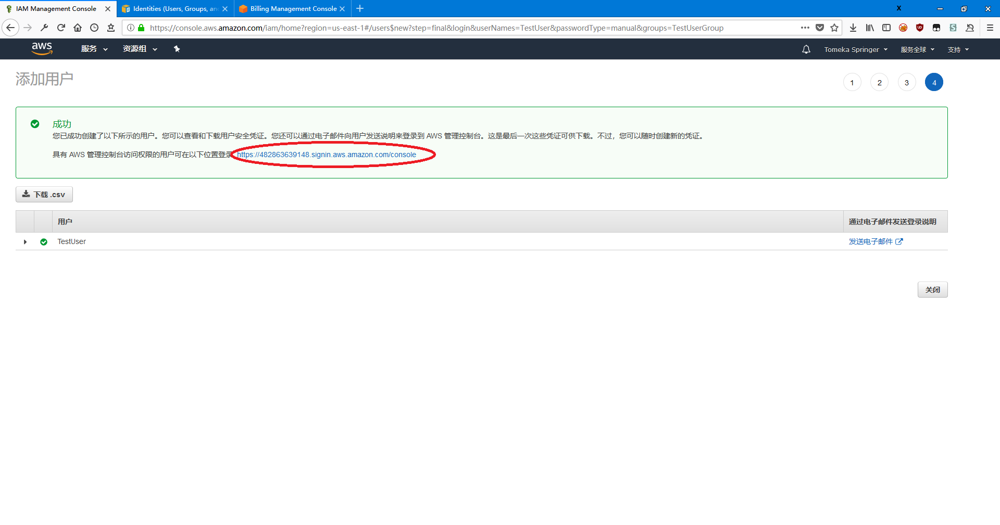 IAM Management Console
Identities (Users, Groups, an
Billing Management Console
X
https://console.aws.amazon.com/iam/home?region=us-east-1#/users$new?step=final&login&userNames=TestUser&passwordType=manual&groups=TestUserGroup
aws
服务
资源组
Tomeka Springer
服务全球
支持
添加用户
1
2
3
4
成功
您已成功创建了以下所示的用户。您可以查看和下载用户安全凭证。您还可以通过电子邮件向用户发送说明来登录到 AWS 管理控制台。这是最后一次这些凭证可供下载。不过，您可以随时创建新的凭证。
具有 AWS 管理控制台访问权限的用户可在以下位置登录 https://482863639148.signin.aws.amazon.com/console
下载 .csv
用户
通过电子邮件发送登录说明
TestUser
发送电子邮件
关闭